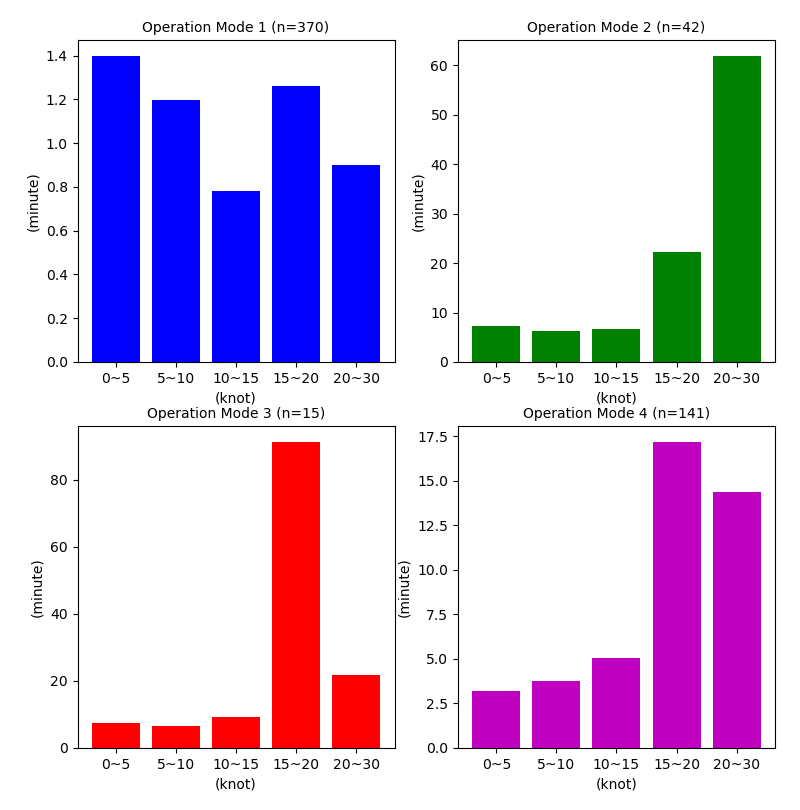 Operation Mode 1 (n=370)
1.4
1.2
1.0
0.8
0.6
0.4
0.2
0.0
(minute)
0~5 5~10 10~15 15~20 20~30
(knot)
Operation Mode 2 (n=42)
60
50
40
30
20
10
0
(minute)
0~5 5~10 10~15 15~20 20~30
(knot)
Operation Mode 3 (n=15)
80
60
40
20
0
(minute)
0~5 5~10 10~15 15~20 20~30
(knot)
Operation Mode 4 (n=141)
17.5
15.0
12.5
10.0
7.5
5.0
2.5
0.0
(minute)
0~5 5~10 10~15 15~20 20~30
(knot)